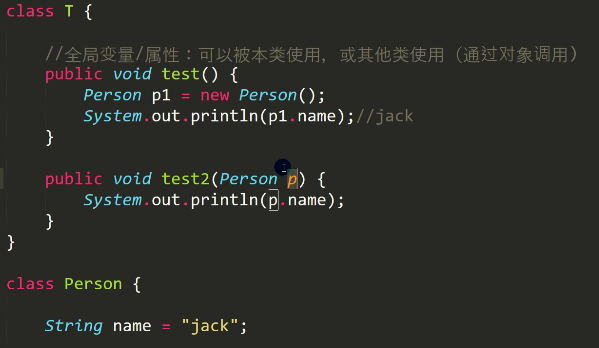 class T {
//全局变量/属性：可以被本类使用，或其他类使用（通过对象调用）
public void test() {
Person p1 = new Person();
System.out.println(p1.name);//jack
}
public void test2(Person p) {
System.out.println(p.name);
}
}
class Person {
String name = "jack";